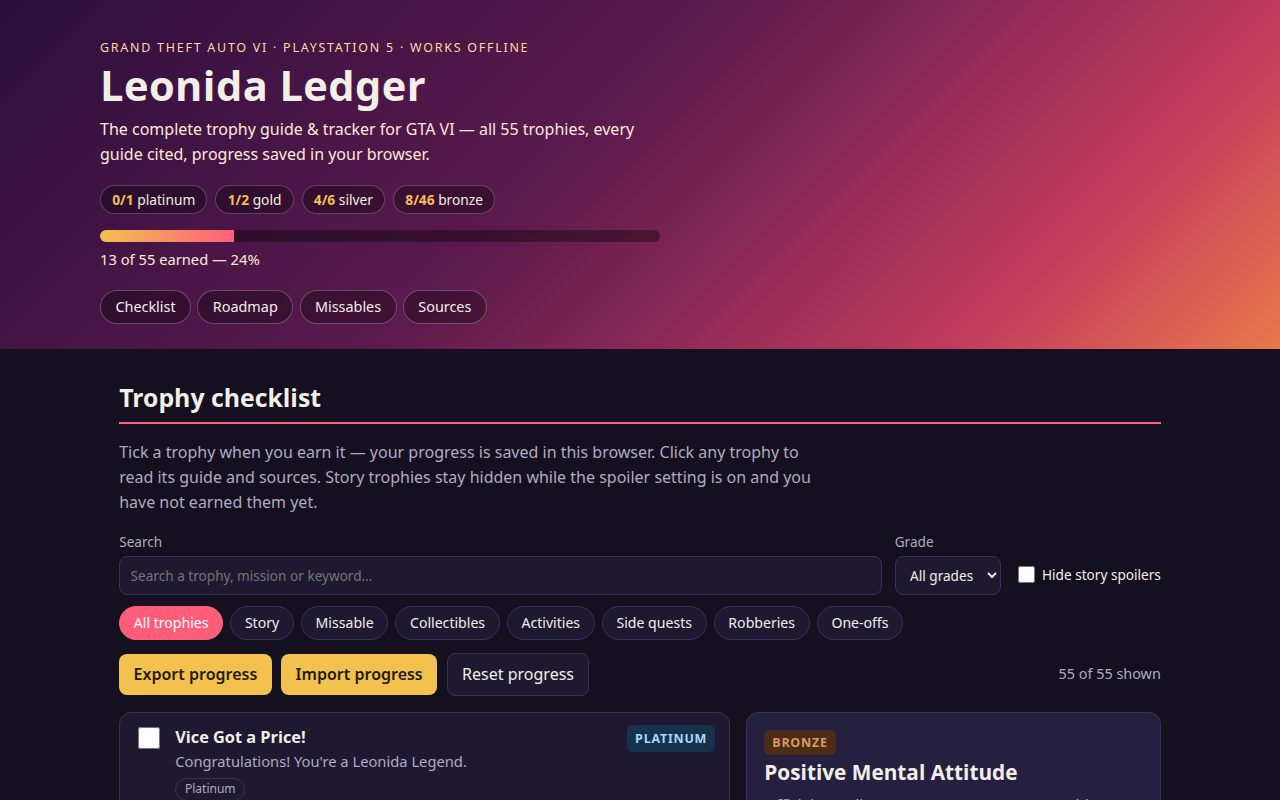 GRAND THEFT AUTO VI · PLAYSTATION 5 · WORKS OFFLINE
Leonida Ledger
The complete trophy guide & tracker for GTA VI — all 55 trophies, every
guide cited, progress saved in your browser.
0/1 platinum
1/2 gold
4/6 silver
8/46 bronze
13 of 55 earned — 24%
Checklist
Roadmap
Missables
Sources
Trophy checklist
Tick a trophy when you earn it — your progress is saved in this browser. Click any trophy to
read its guide and sources. Story trophies stay hidden while the spoiler setting is on and you
have not earned them yet.
Search
Grade
Search a trophy, mission or keyword...
All grades
Hide story spoilers
All trophies
Story
Missable
Collectibles
Activities
Side quests
Robberies
One-offs
Export progress
Import progress
Reset progress
55 of 55 shown
Vice Got a Price!
PLATINUM
Congratulations! You're a Leonida Legend.
Platinum
BRONZE
Positive Mental Attitude